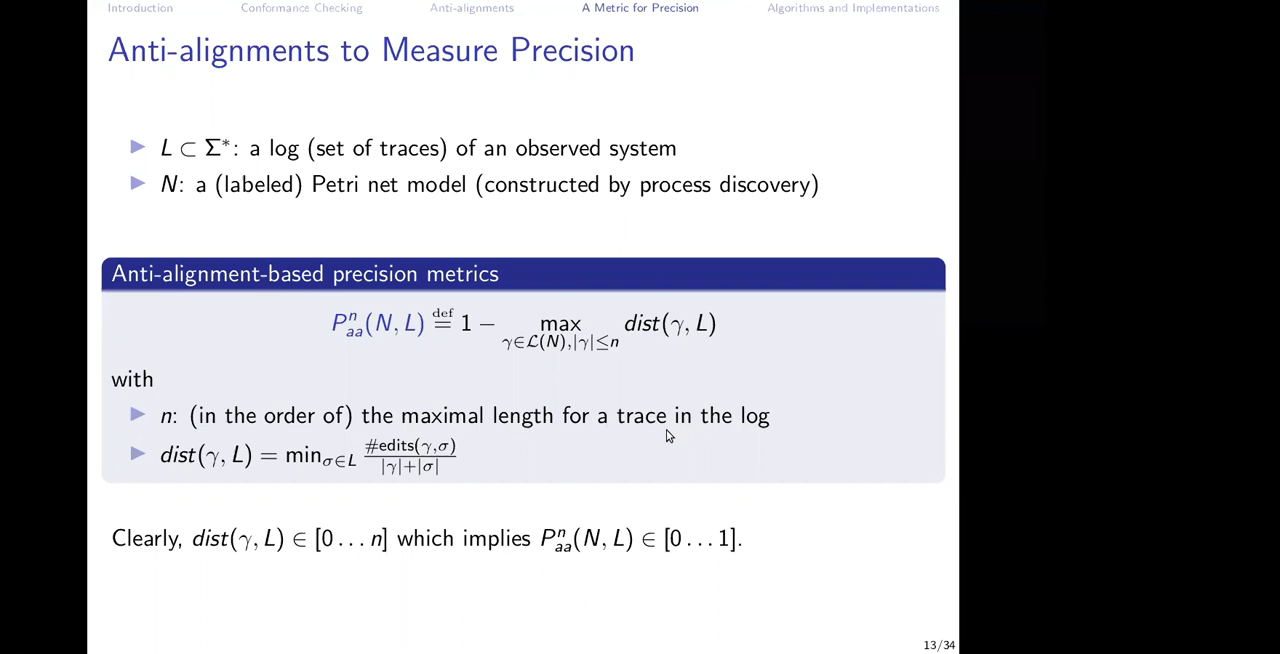 Introduction Conformance Checking Anti-alignments A Metric for Precision Algorithms and Implementations
Anti-alignments to Measure Precision
▶ L ⊂ Σ*: a log (set of traces) of an observed system
▶ N: a (labeled) Petri net model (constructed by process discovery)
Anti-alignment-based precision metrics
P^n_aa(N, L) def= 1 − max_{γ∈ℒ(N),|γ|≤n} dist(γ, L)
with
▶ n: (in the order of) the maximal length for a trace in the log
▶ dist(γ, L) = min_{σ∈L} #edits(γ,σ) / |γ|+|σ|
Clearly, dist(γ, L) ∈ [0 … n] which implies P^n_aa(N, L) ∈ [0 … 1].
13/34